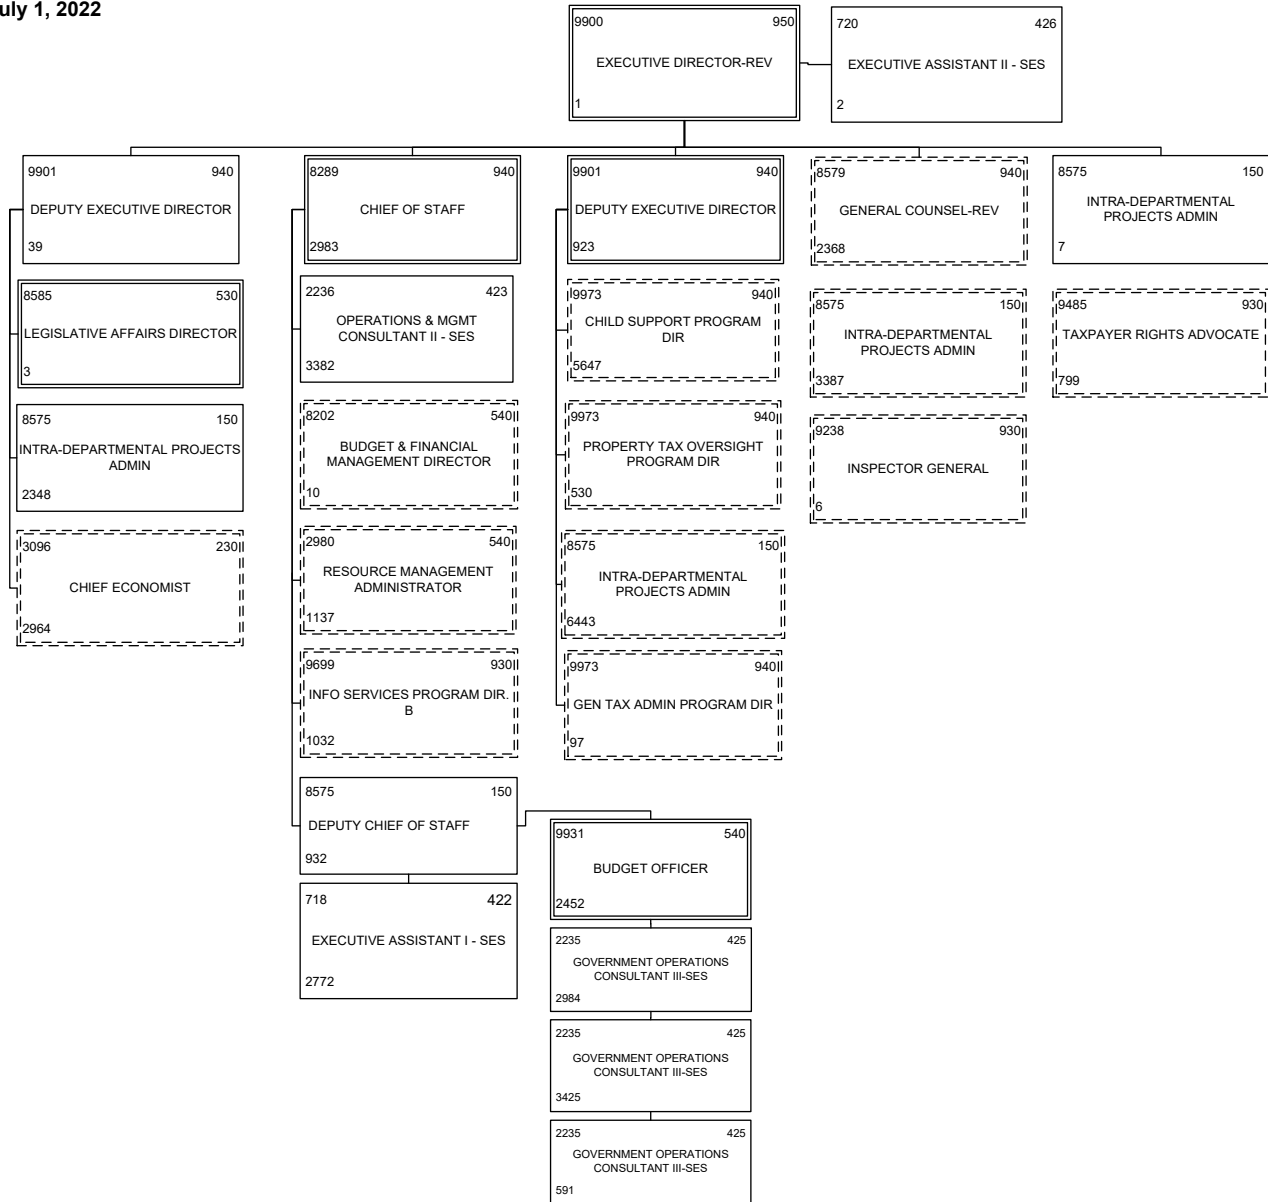 uly 1, 2022
9900 950
EXECUTIVE DIRECTOR-REV
1
720 426
EXECUTIVE ASSISTANT II - SES
2
9901 940
DEPUTY EXECUTIVE DIRECTOR
39
8289 940
CHIEF OF STAFF
2983
9901 940
DEPUTY EXECUTIVE DIRECTOR
923
8579 940
GENERAL COUNSEL-REV
2368
8575 150
INTRA-DEPARTMENTAL
PROJECTS ADMIN
7
8585 530
LEGISLATIVE AFFAIRS DIRECTOR
3
2236 423
OPERATIONS & MGMT
CONSULTANT II - SES
3382
9973 940
CHILD SUPPORT PROGRAM
DIR
5647
8575 150
INTRA-DEPARTMENTAL
PROJECTS ADMIN
3387
9485 930
TAXPAYER RIGHTS ADVOCATE
799
8575 150
INTRA-DEPARTMENTAL PROJECTS
ADMIN
2348
8202 540
BUDGET & FINANCIAL
MANAGEMENT DIRECTOR
10
9973 940
PROPERTY TAX OVERSIGHT
PROGRAM DIR
530
9238 930
INSPECTOR GENERAL
6
3096 230
CHIEF ECONOMIST
2964
2980 540
RESOURCE MANAGEMENT
ADMINISTRATOR
1137
8575 150
INTRA-DEPARTMENTAL
PROJECTS ADMIN
6443
9699 930
INFO SERVICES PROGRAM DIR.
B
1032
9973 940
GEN TAX ADMIN PROGRAM DIR
97
8575 150
DEPUTY CHIEF OF STAFF
932
9931 540
BUDGET OFFICER
2452
718 422
EXECUTIVE ASSISTANT I - SES
2772
2235 425
GOVERNMENT OPERATIONS
CONSULTANT III-SES
2984
2235 425
GOVERNMENT OPERATIONS
CONSULTANT III-SES
3425
2235 425
GOVERNMENT OPERATIONS
CONSULTANT III-SES
591